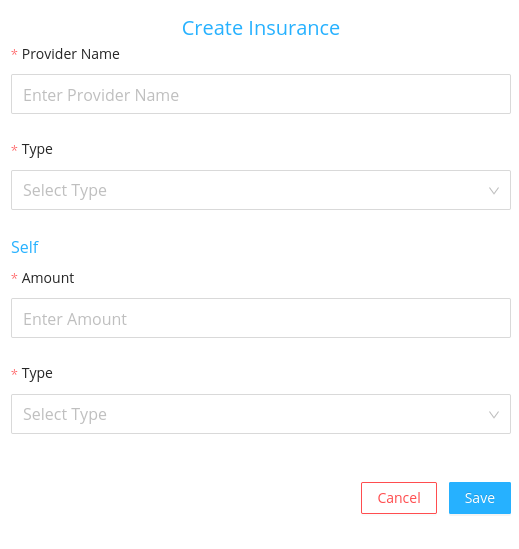 Create Insurance
* Provider Name
Enter Provider Name
* Type
Select Type
Self
* Amount
Enter Amount
* Type
Select Type
Cancel Save